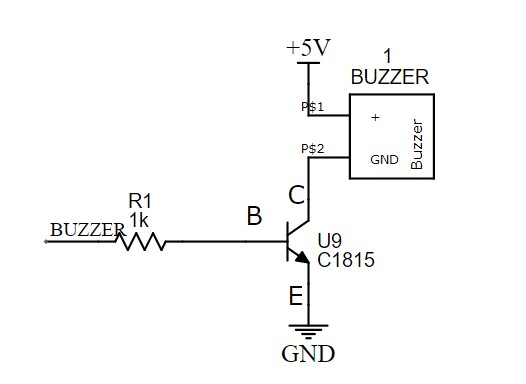 +5V
1
BUZZER
P$1
+
P$2
GND
Buzzer
C
R1
1k
BUZZER
B
U9
C1815
E
GND